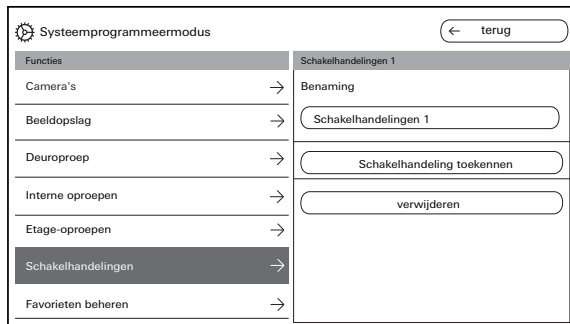 Systeemprogrammeermodus
← terug
Functies
Camera's
Beeldopslag
Deuroproep
Interne oproepen
Etage-oproepen
Schakelhandelingen
Favorieten beheren
Schakelhandelingen 1
Benaming
Schakelhandelingen 1
Schakelhandeling toekennen
verwijderen